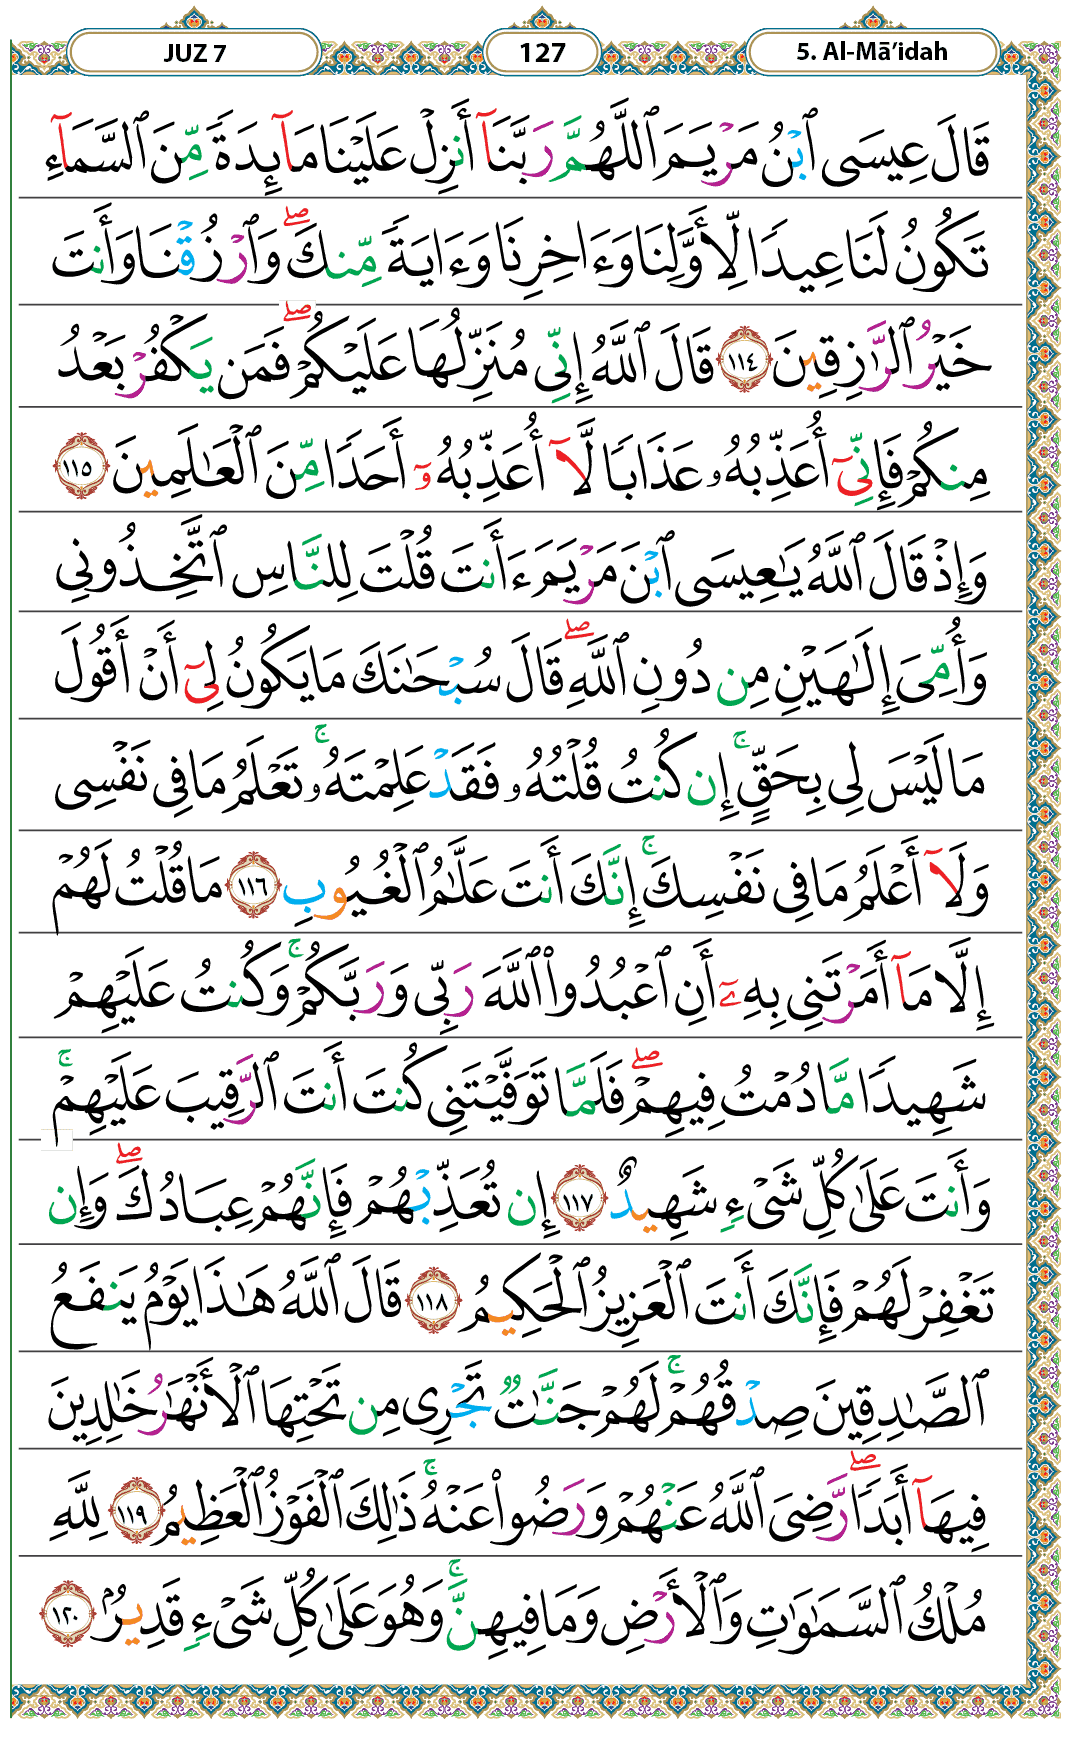 JUZ 7
127
5. Al-Mā’idah
قَالَ عِيسَى ٱبْنُ مَرْيَمَ ٱللَّهُمَّ رَبَّنَآ أَنزِلْ عَلَيْنَا مَآئِدَةً مِّنَ ٱلسَّمَآءِ
تَكُونُ لَنَا عِيدًا لِّأَوَّلِنَا وَءَاخِرِنَا وَءَايَةً مِّنكَ ۖ وَٱرْزُقْنَا وَأَنتَ
خَيْرُ ٱلرَّٰزِقِينَ ١١٤ قَالَ ٱللَّهُ إِنِّى مُنَزِّلُهَا عَلَيْكُمْ ۖ فَمَن يَكْفُرْ بَعْدُ
مِنكُمْ فَإِنِّىٓ أُعَذِّبُهُۥ عَذَابًا لَّآ أُعَذِّبُهُۥٓ أَحَدًا مِّنَ ٱلْعَٰلَمِينَ ١١٥
وَإِذْ قَالَ ٱللَّهُ يَٰعِيسَى ٱبْنَ مَرْيَمَ ءَأَنتَ قُلْتَ لِلنَّاسِ ٱتَّخِذُونِى
وَأُمِّىَ إِلَٰهَيْنِ مِن دُونِ ٱللَّهِ ۖ قَالَ سُبْحَٰنَكَ مَا يَكُونُ لِىٓ أَنْ أَقُولَ
مَا لَيْسَ لِى بِحَقٍّ ۚ إِن كُنتُ قُلْتُهُۥ فَقَدْ عَلِمْتَهُۥ ۚ تَعْلَمُ مَا فِى نَفْسِى
وَلَآ أَعْلَمُ مَا فِى نَفْسِكَ ۚ إِنَّكَ أَنتَ عَلَّٰمُ ٱلْغُيُوبِ ١١٦ مَا قُلْتُ لَهُمْ
إِلَّا مَآ أَمَرْتَنِى بِهِۦٓ أَنِ ٱعْبُدُوا۟ ٱللَّهَ رَبِّى وَرَبَّكُمْ ۚ وَكُنتُ عَلَيْهِمْ
شَهِيدًا مَّا دُمْتُ فِيهِمْ ۖ فَلَمَّا تَوَفَّيْتَنِى كُنتَ أَنتَ ٱلرَّقِيبَ عَلَيْهِمْ ۚ
وَأَنتَ عَلَىٰ كُلِّ شَىْءٍ شَهِيدٌ ١١٧ إِن تُعَذِّبْهُمْ فَإِنَّهُمْ عِبَادُكَ ۖ وَإِن
تَغْفِرْ لَهُمْ فَإِنَّكَ أَنتَ ٱلْعَزِيزُ ٱلْحَكِيمُ ١١٨ قَالَ ٱللَّهُ هَٰذَا يَوْمُ يَنفَعُ
ٱلصَّٰدِقِينَ صِدْقُهُمْ ۚ لَهُمْ جَنَّٰتٌ تَجْرِى مِن تَحْتِهَا ٱلْأَنْهَٰرُ خَٰلِدِينَ
فِيهَآ أَبَدًا ۖ رَّضِىَ ٱللَّهُ عَنْهُمْ وَرَضُوا۟ عَنْهُ ۚ ذَٰلِكَ ٱلْفَوْزُ ٱلْعَظِيمُ ١١٩ لِلَّهِ
مُلْكُ ٱلسَّمَٰوَٰتِ وَٱلْأَرْضِ وَمَا فِيهِنَّ ۚ وَهُوَ عَلَىٰ كُلِّ شَىْءٍ قَدِيرٌۢ ١٢٠